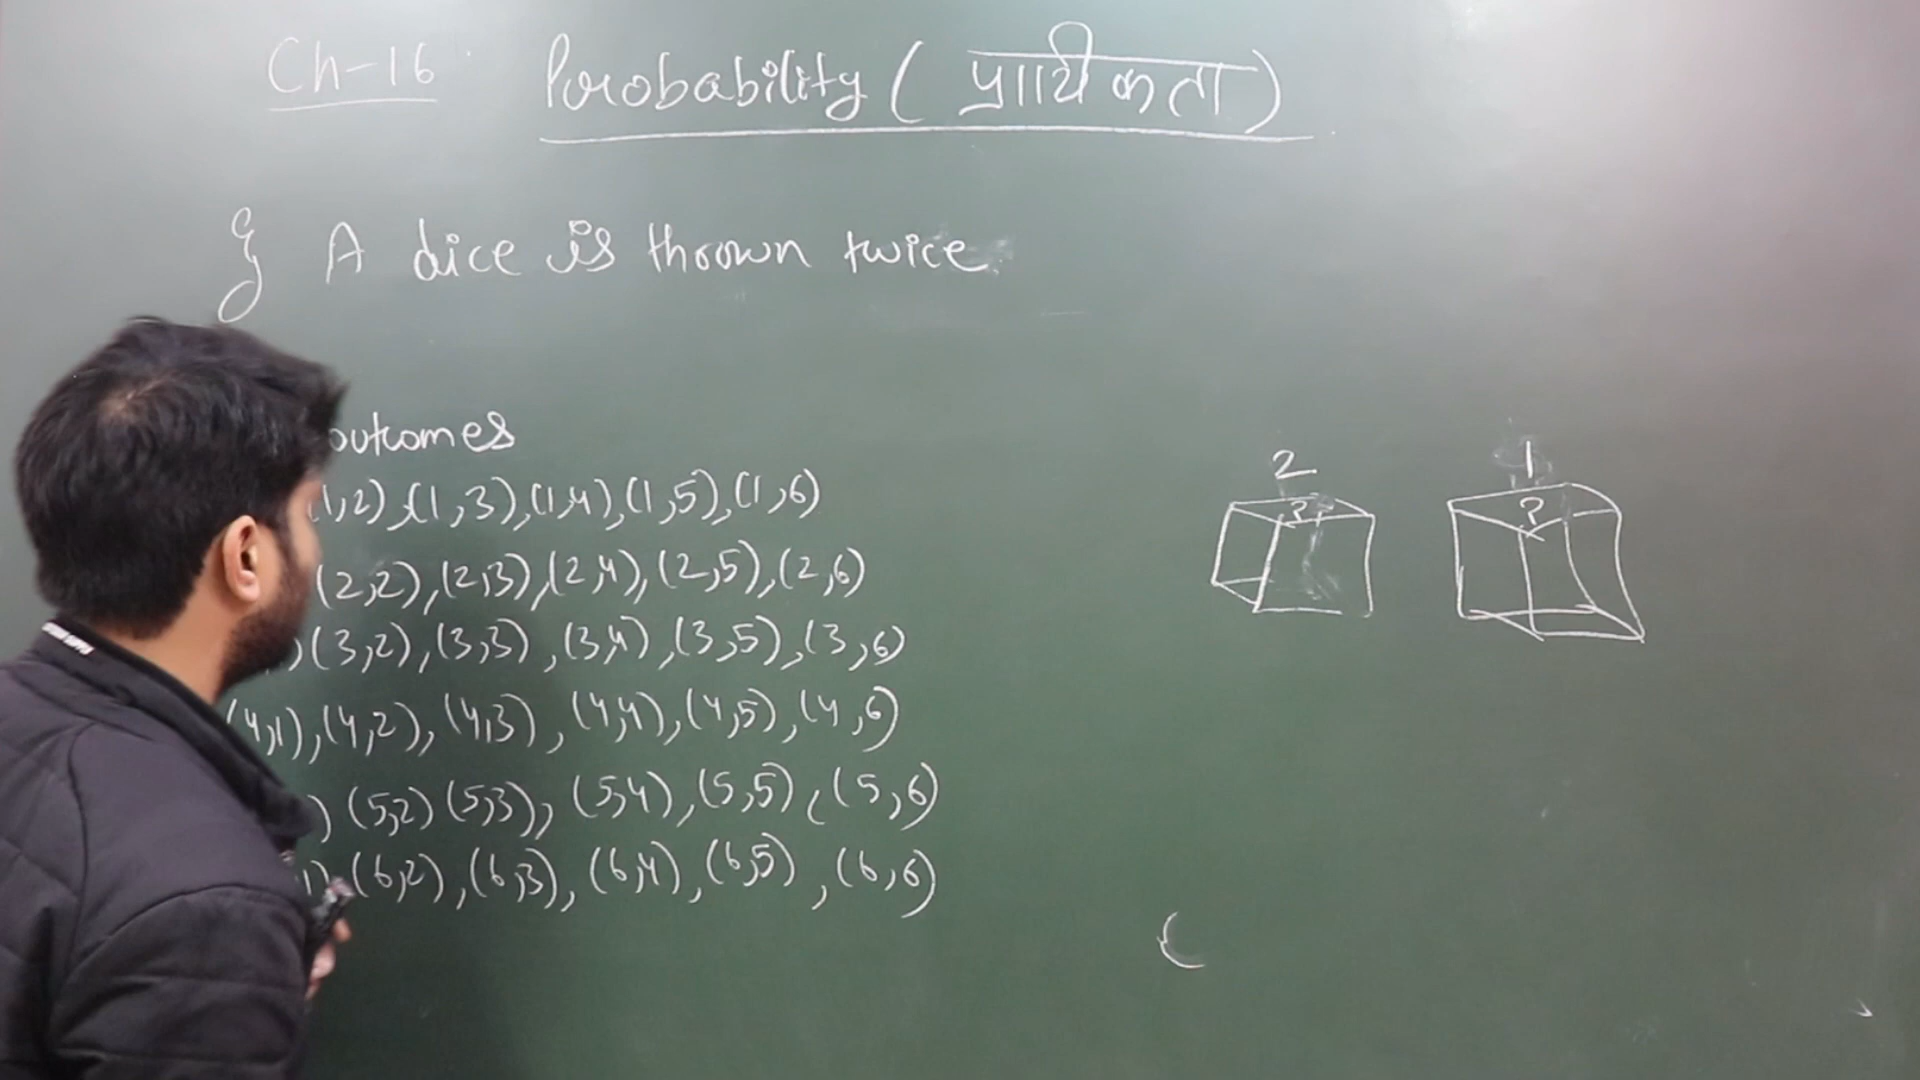 Ch-16 Probability ( प्रायीकता )
A dice is thrown twice.
outcomes
1,2),(1,3),(1,4),(1,5),(1,6)
(2,2),(2,3),(2,4),(2,5),(2,6)
)(3,2),(3,3),(3,4),(3,5),(3,6)
(4,1),(4,2),(4,3),(4,4),(4,5),(4,6)
) (5,2) (5,3),(5,4),(5,5),(5,6)
1),(6,2),(6,3),(6,4),(6,5),(6,6)
2 1
? ?
(